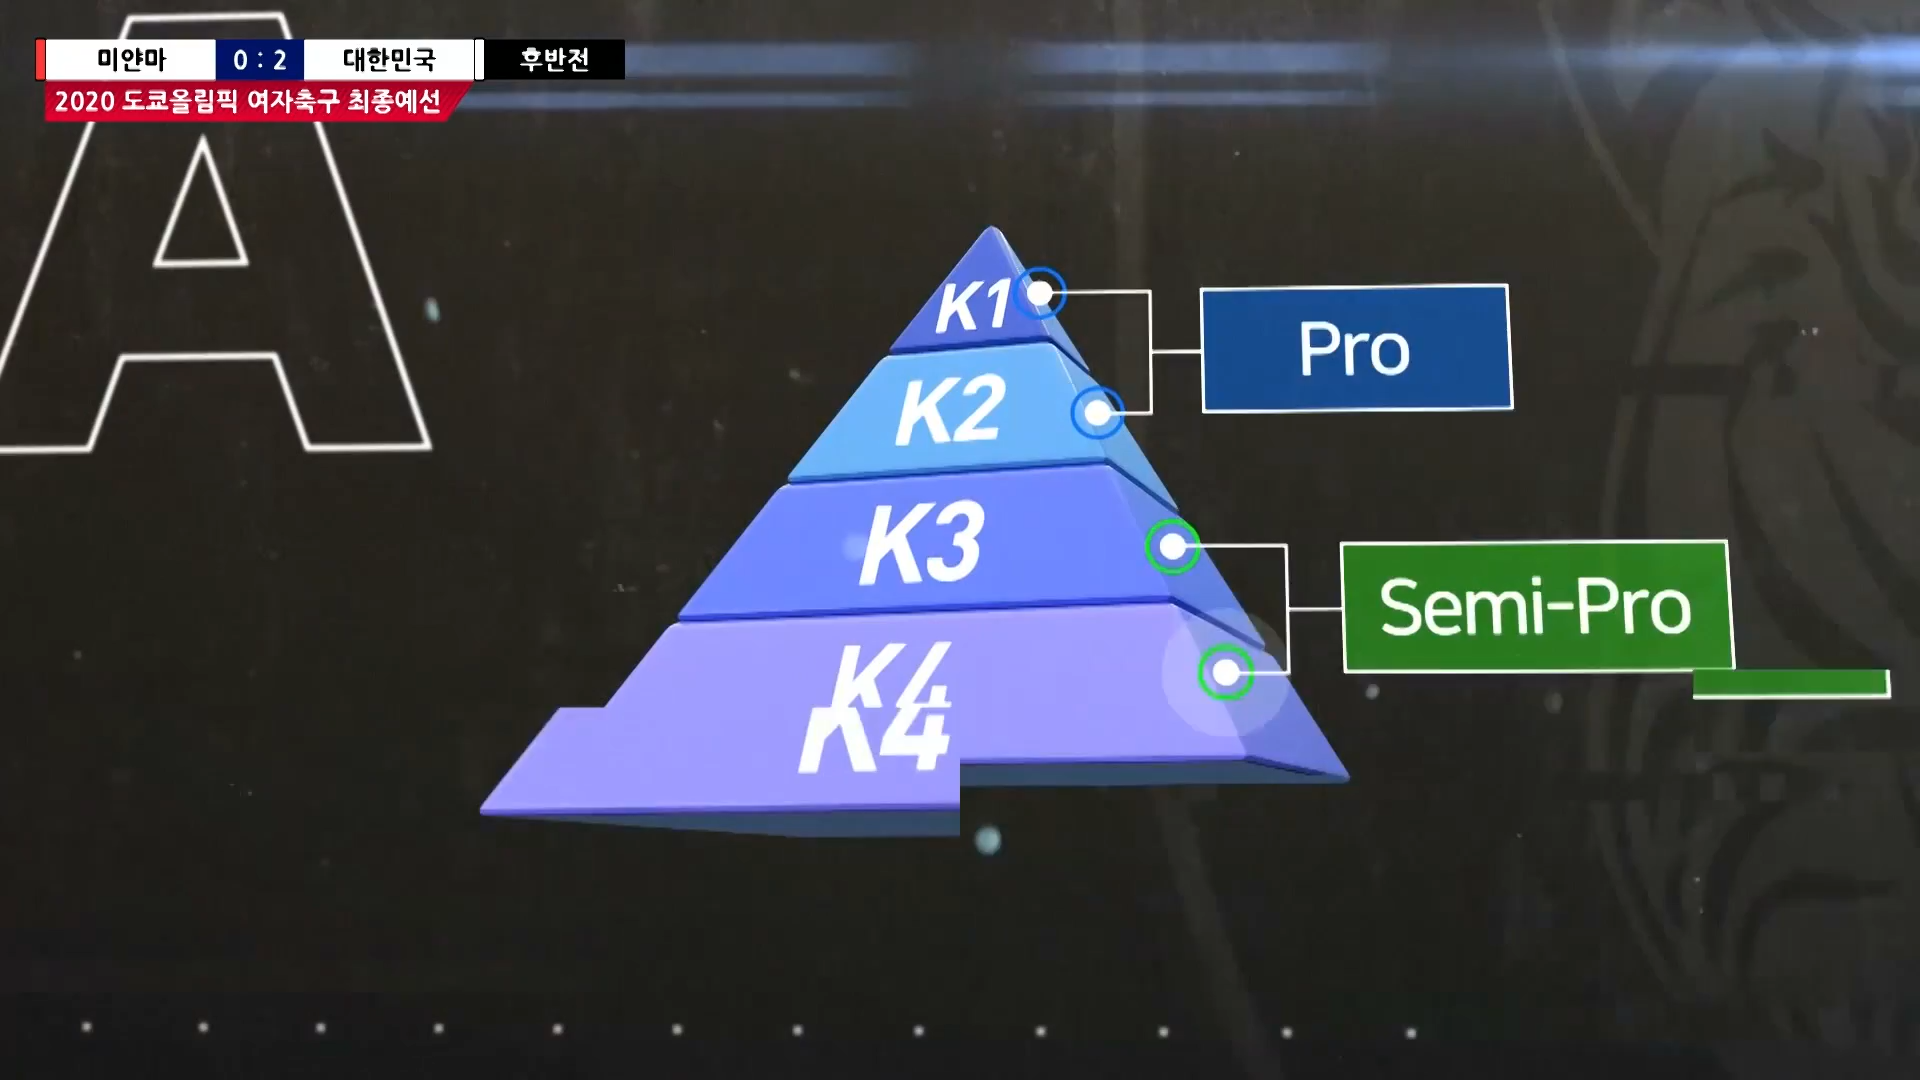 미얀마 0 : 2 대한민국 후반전
2020 도쿄올림픽 여자축구 최종예선
A
K1
Pro
K2
K3
Semi-Pro
K4
K4